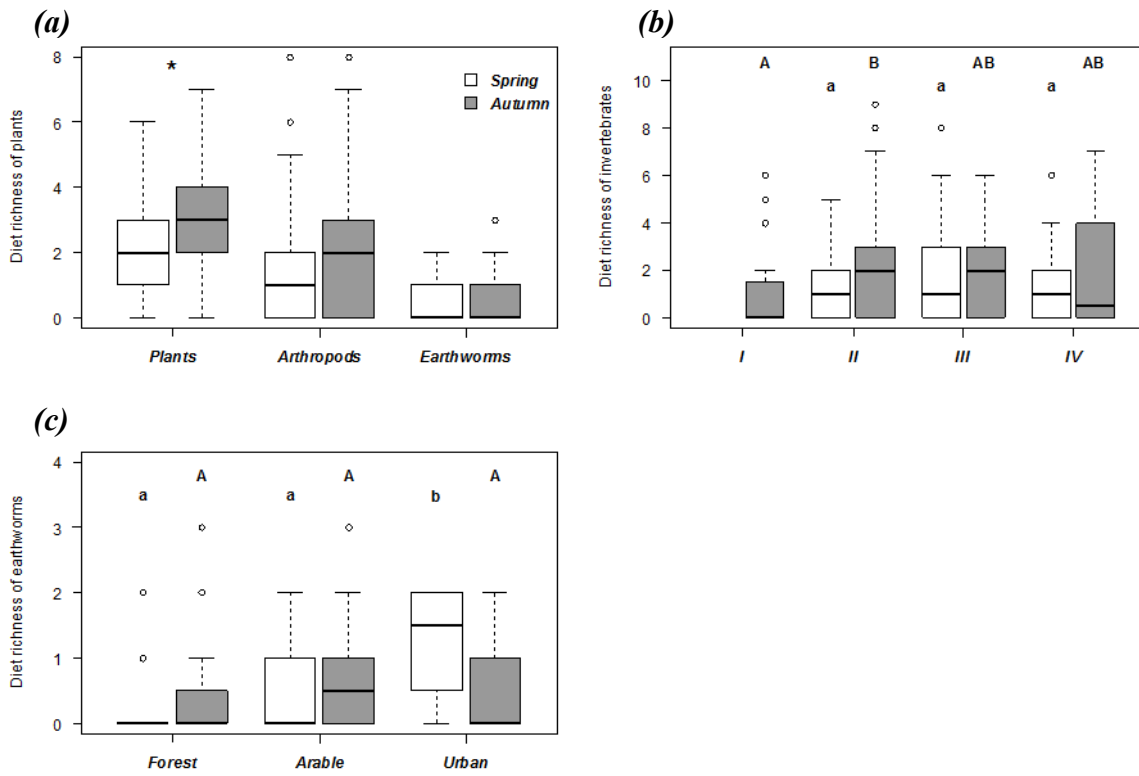 (a)
Diet richness of plants
8
6
4
2
0
*
Spring
Autumn
Plants Arthropods Earthworms
(b)
Diet richness of invertebrates
10
8
6
4
2
0
A B AB AB
a a a
I II III IV
(c)
Diet richness of earthworms
4
3
2
1
0
A A A
a a b
Forest Arable Urban